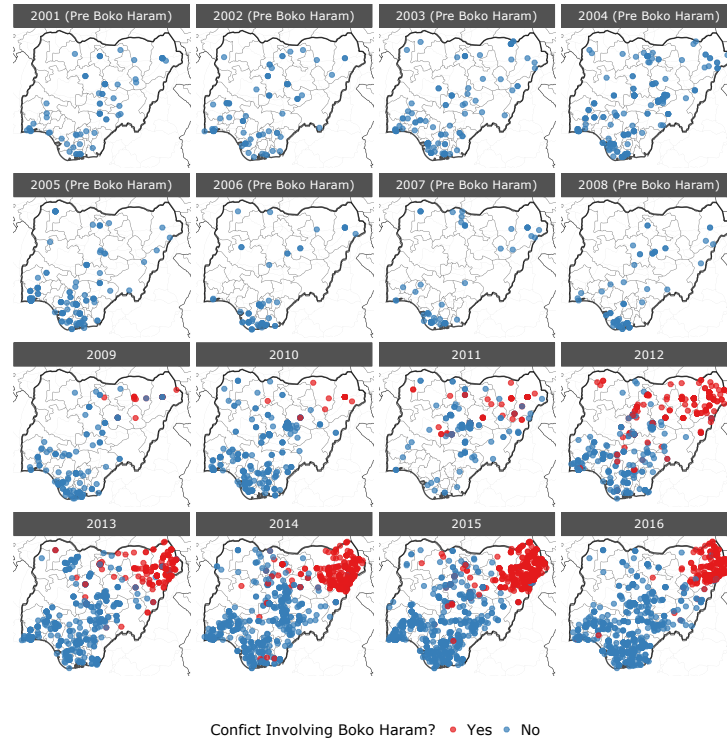 2001 (Pre Boko Haram) 2002 (Pre Boko Haram) 2003 (Pre Boko Haram) 2004 (Pre Boko Haram)
2005 (Pre Boko Haram) 2006 (Pre Boko Haram) 2007 (Pre Boko Haram) 2008 (Pre Boko Haram)
2009 2010 2011 2012
2013 2014 2015 2016
Confict Involving Boko Haram? Yes No